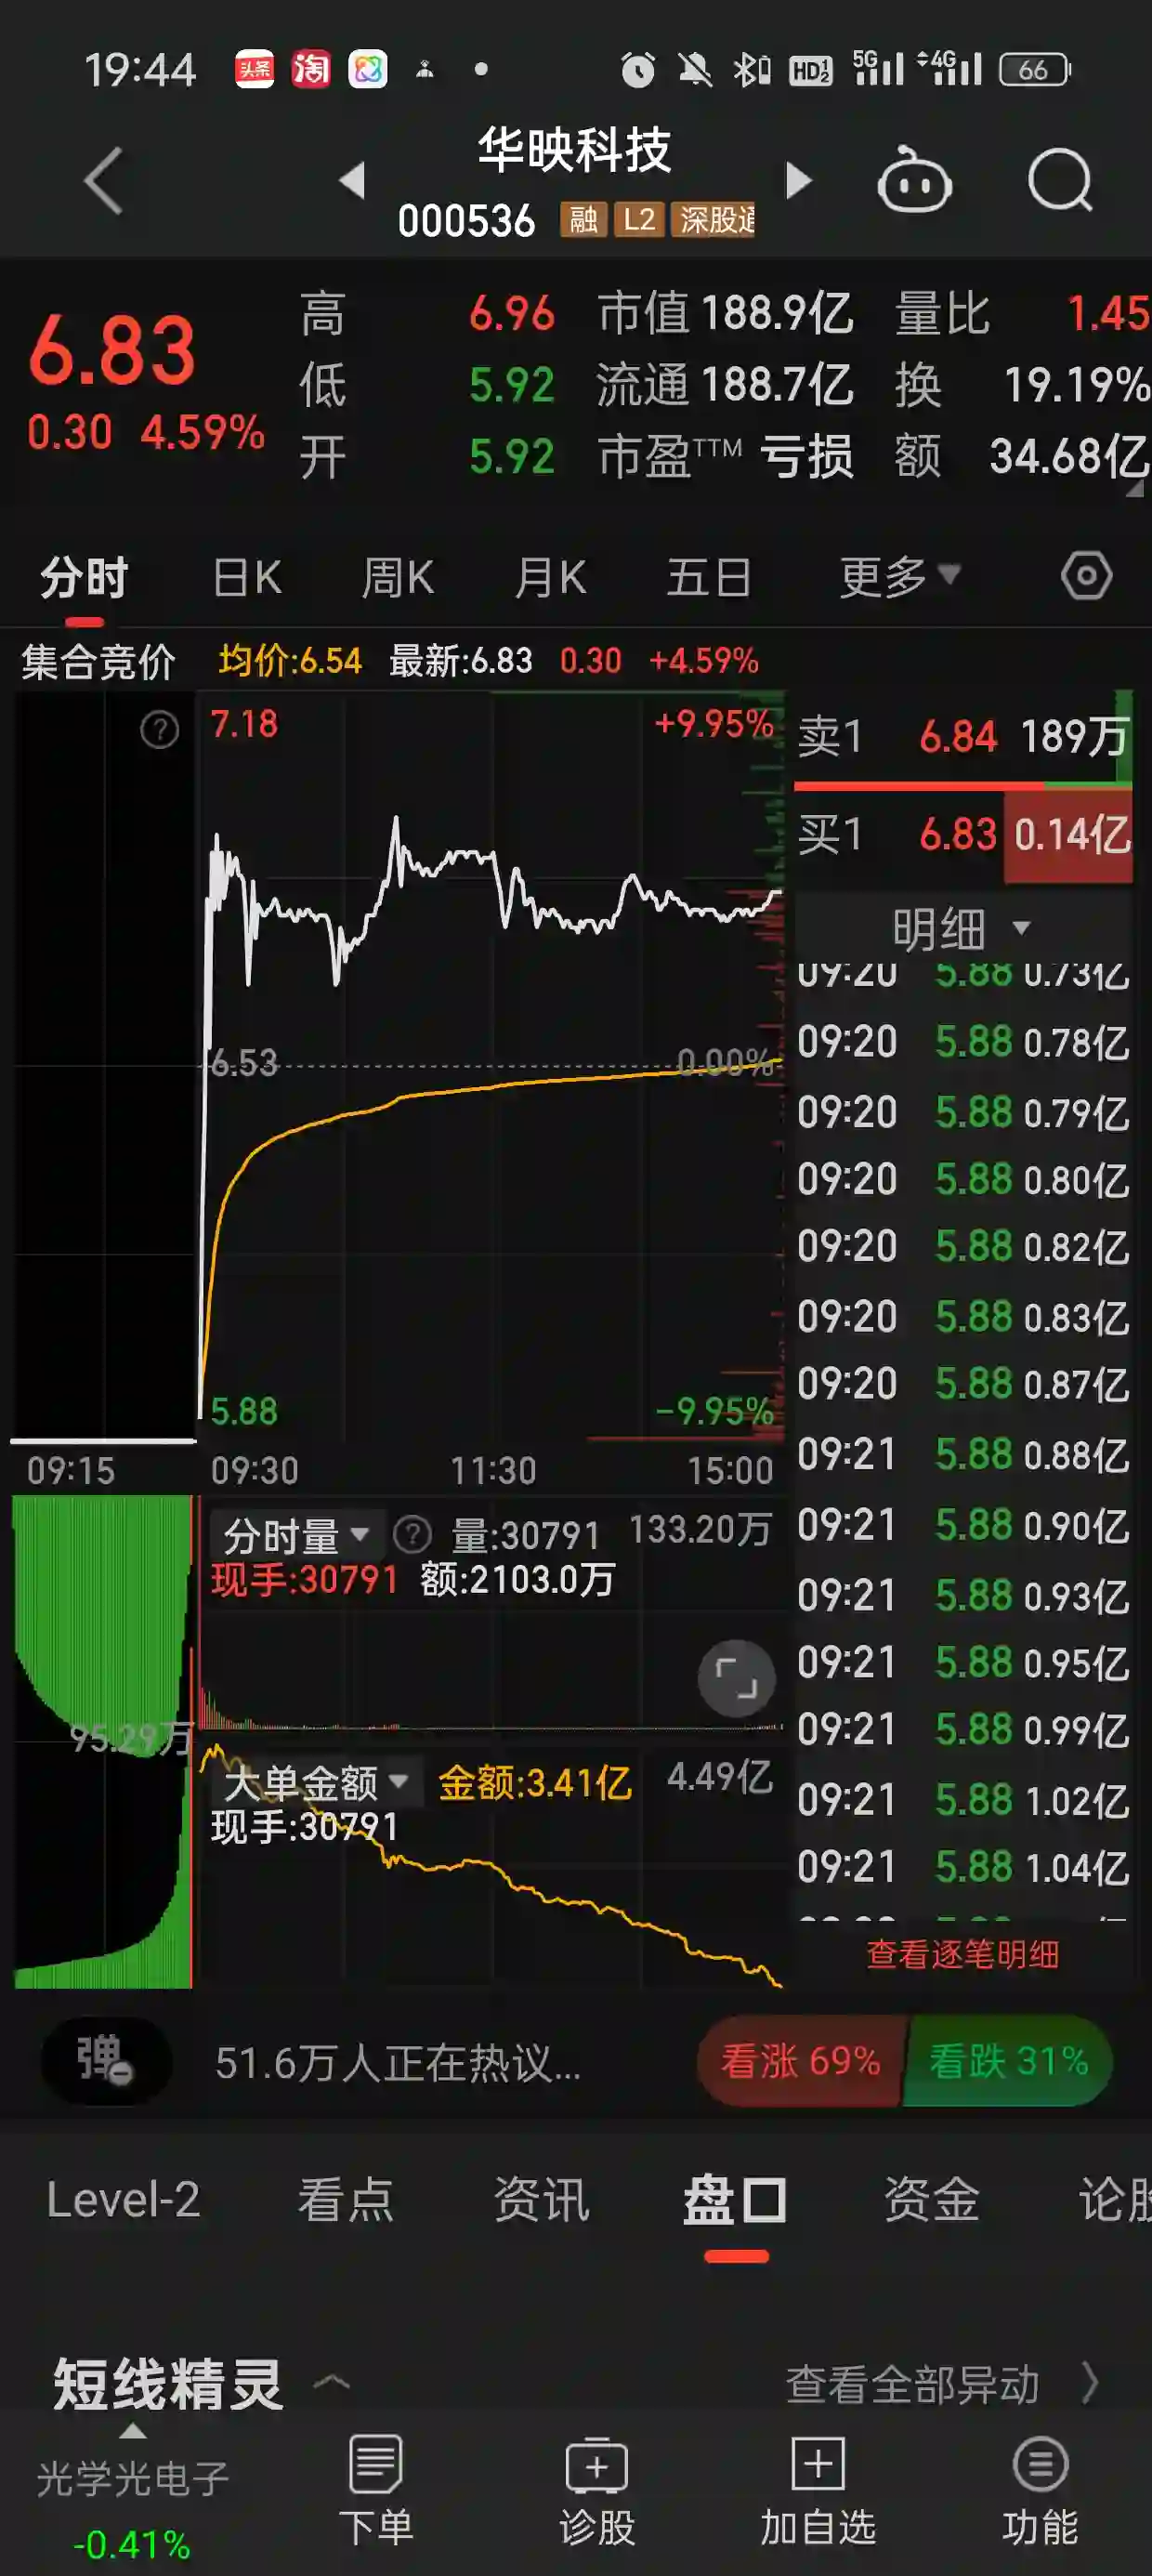 19:44 头条 淘 HD1 2 5G 4G 66
华映科技
000536 融 L2 深股通
6.83
0.30 4.59%
高 6.96 市值 188.9亿 量比 1.45
低 5.92 流通 188.7亿 换 19.19%
开 5.92 市盈TTM 亏损 额 34.68亿
分时 日K 周K 月K 五日 更多
集合竞价 均价:6.54 最新:6.83 0.30 +4.59%
7.18 +9.95%
6.53 0.00%
5.88 -9.95%
09:15 09:30 11:30 15:00
卖1 6.84 189万
买1 6.83 0.14亿
明细
09:20 5.88 0.73亿
09:20 5.88 0.78亿
09:20 5.88 0.79亿
09:20 5.88 0.80亿
09:20 5.88 0.82亿
09:20 5.88 0.83亿
09:20 5.88 0.87亿
09:21 5.88 0.88亿
09:21 5.88 0.90亿
09:21 5.88 0.93亿
09:21 5.88 0.95亿
09:21 5.88 0.99亿
09:21 5.88 1.02亿
09:21 5.88 1.04亿
查看逐笔明细
分时量 ? 量:30791 133.20万
现手:30791 额:2103.0万
95.29万
大单金额 金额:3.41亿 4.49亿
现手:30791
弹 51.6万人正在热议... 看涨 69% 看跌 31%
Level-2 看点 资讯 盘口 资金 论股
短线精灵 查看全部异动
光学光电子
-0.41%
下单 诊股 加自选 功能